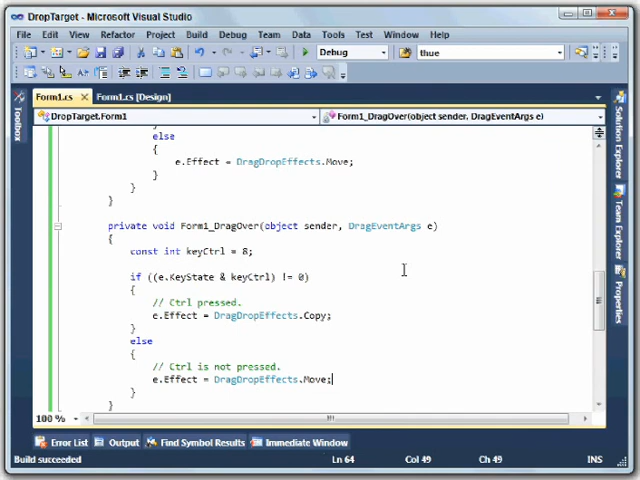 DropTarget - Microsoft Visual Studio
File Edit View Refactor Project Build Debug Team Data Tools Test Window Help
Debug thue
Form1.cs Form1.cs [Design]
DropTarget.Form1 Form1_DragOver(object sender, DragEventArgs e)
Toolbox
Solution Explorer
Team Explorer
Properties
}
else
{
e.Effect = DragDropEffects.Move;
}
}
}
private void Form1_DragOver(object sender, DragEventArgs e)
{
const int keyCtrl = 8;
if ((e.KeyState & keyCtrl) != 0)
{
// Ctrl pressed.
e.Effect = DragDropEffects.Copy;
}
else
{
// Ctrl is not pressed.
e.Effect = DragDropEffects.Move;
}
}
100 %
Error List Output Find Symbol Results Immediate Window
Build succeeded Ln 64 Col 49 Ch 49 INS